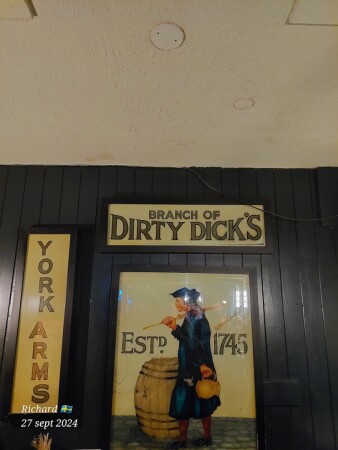 BRANCH OF
DIRTY DICK'S
YORK ARMS
ESTD 1745
Richard 🇸🇪
27 sept 2024